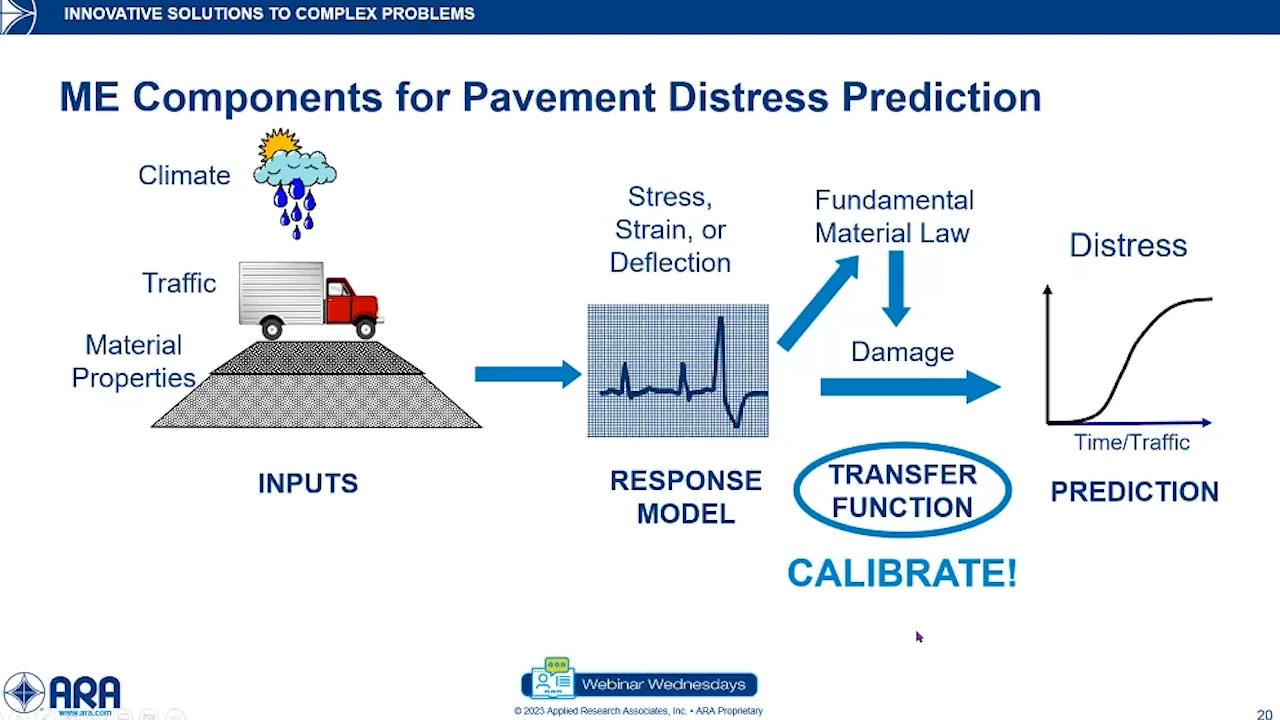 INNOVATIVE SOLUTIONS TO COMPLEX PROBLEMS
ME Components for Pavement Distress Prediction
Climate
Traffic
Material
Properties
INPUTS
Stress,
Strain, or
Deflection
RESPONSE
MODEL
Fundamental
Material Law
Damage
TRANSFER
FUNCTION
CALIBRATE!
Distress
Time/Traffic
PREDICTION
ARA
www.ara.com
Webinar Wednesdays
© 2023 Applied Research Associates, Inc. • ARA Proprietary
20